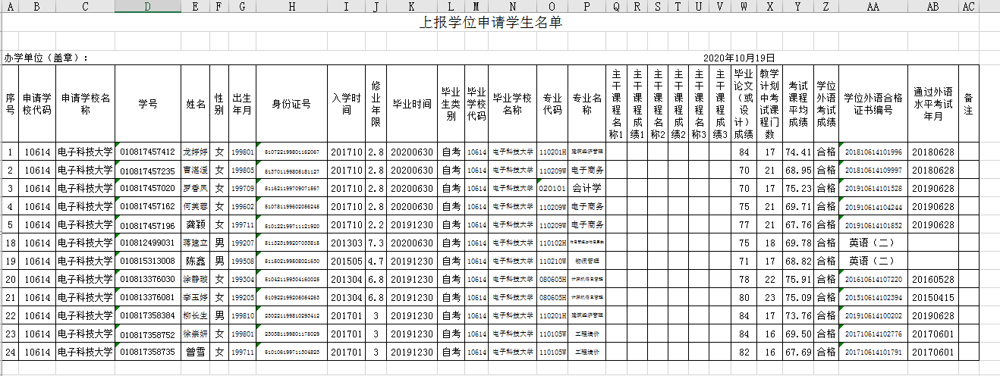 A B C D E F G H I J K L M N O P Q R S T U V W X Y Z AA AB AC
上报学位申请学生名单
办学单位（盖章）： 2020年10月19日
序号 申请学校代码 申请学校名称 学号 姓名 性别 出生年月 身份证号 入学时间 修业年限 毕业时间 毕业生类别 毕业学校代码 毕业学校名称 专业代码 专业名称 主干课程名称1 主干课程成绩1 主干课程名称2 主干课程成绩2 主干课程名称3 主干课程成绩3 毕业论文（或设计）成绩 教学计划中考试课程门数 考试课程平均成绩 学位外语考试成绩 学位外语合格证书编号 通过外语水平考试年月 备注
1 10614 电子科技大学 010817457412 龙婷婷 女 199801 201710 2.8 20200630 自考 10614 电子科技大学 110201H 建筑经济管理 84 17 74.41 合格 201810614101996 20180628
2 10614 电子科技大学 010817457235 曹湛湲 女 199805 201710 2.8 20200630 自考 10614 电子科技大学 110209W 电子商务 70 21 68.95 合格 201810614109997 20180628
3 10614 电子科技大学 010817457020 罗香凤 女 199709 201710 2.8 20200630 自考 10614 电子科技大学 020101 会计学 70 17 75.23 合格 201910614101528 20190628
4 10614 电子科技大学 010817457162 何芙蓉 女 199602 201710 2.8 20200630 自考 10614 电子科技大学 110209W 电子商务 75 21 69.71 合格 201910614104244 20190628
5 10614 电子科技大学 010817457196 龚颖 女 199711 201710 2.2 20191230 自考 10614 电子科技大学 110209W 电子商务 77 21 67.76 合格 201910614101852 20190628
18 10614 电子科技大学 010812499031 蒋建立 男 199207 201303 7.3 20200630 自考 10614 电子科技大学 110102H 75 18 69.78 合格 英语（二）
19 10614 电子科技大学 010815313008 陈鑫 男 199508 201505 4.7 20191230 自考 10614 电子科技大学 110210W 物流管理 71 17 68.82 合格 英语（二）
20 10614 电子科技大学 010813376030 涂静璇 女 199304 201304 6.8 20191230 自考 10614 电子科技大学 080605H 计算机信息管理 78 22 75.91 合格 201610614107220 20160528
21 10614 电子科技大学 010813376081 李玉婷 女 199205 201304 6.8 20191230 自考 10614 电子科技大学 080605H 计算机信息管理 80 23 75.09 合格 201510614102394 20150415
22 10614 电子科技大学 010817358384 柳长生 男 199810 201701 3 20191230 自考 10614 电子科技大学 110201H 建筑经济管理 84 17 73.76 合格 201910614100202 20190628
23 10614 电子科技大学 010817358752 徐崇妍 女 199801 201701 3 20191230 自考 10614 电子科技大学 110105W 工程造价 84 16 69.50 合格 201710614102776 20170601
24 10614 电子科技大学 010817358735 曾雪 女 199711 201701 3 20191230 自考 10614 电子科技大学 110105W 工程造价 82 16 67.69 合格 201710614101791 20170601